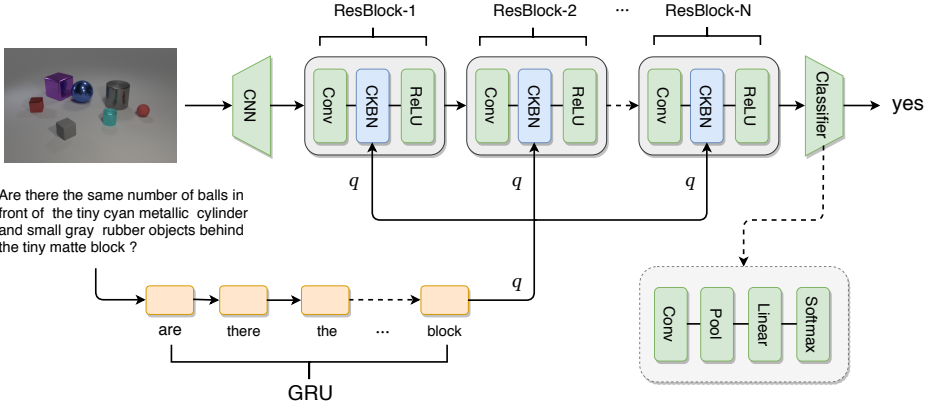 ResBlock-1 ResBlock-2 ... ResBlock-N
CNN
Conv
CKBN
ReLU
Conv
CKBN
ReLU
Conv
CKBN
ReLU
Classifier
yes
q
q
q
Are there the same number of balls in
front of the tiny cyan metallic cylinder
and small gray rubber objects behind
the tiny matte block ?
q
are there the ... block
GRU
Conv
Pool
Linear
Softmax